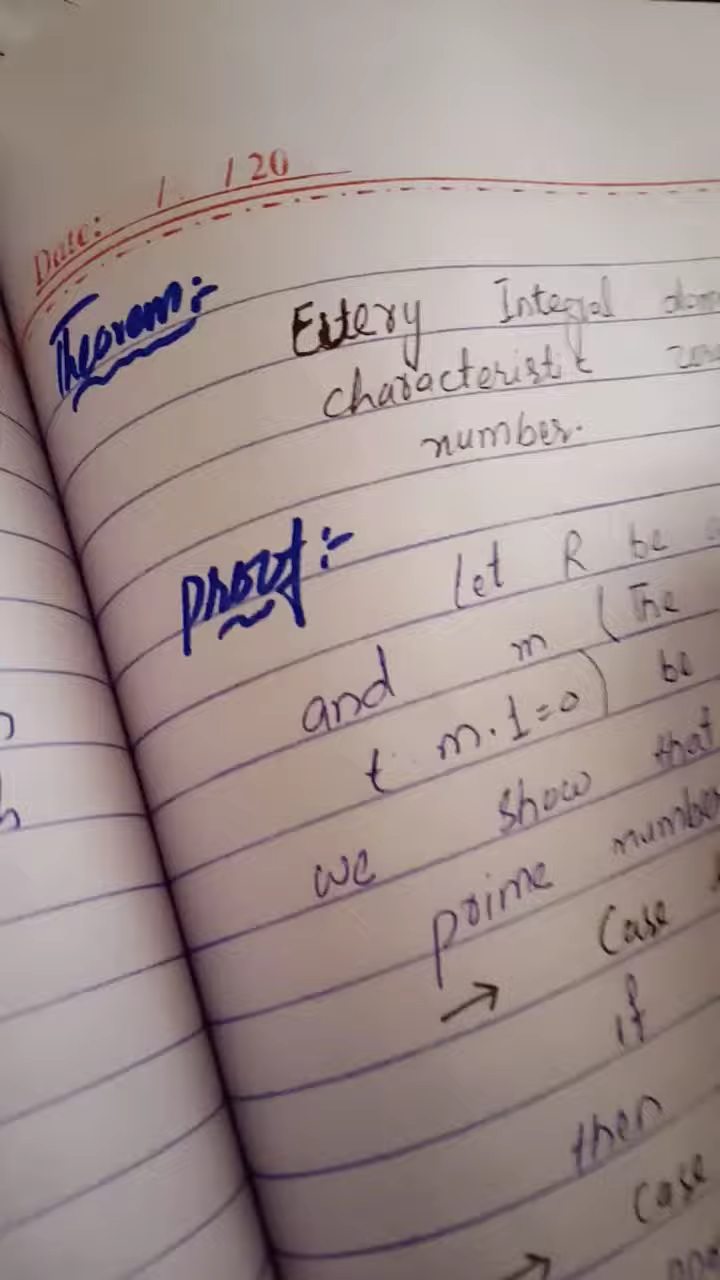 Date: / /20
Theorem:- Every Integral
characteristic
number.
Proof:- let R be
and m (The
t m.1=0) be
we show that
prime number
→ Case
if
then
Case